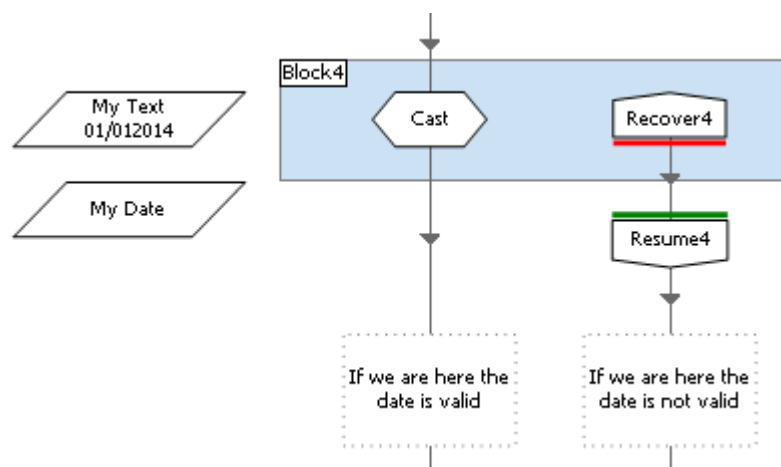 Block4
My Text
01/012014
Cast
Recover4
My Date
Resume4
If we are here the
date is valid
If we are here the
date is not valid